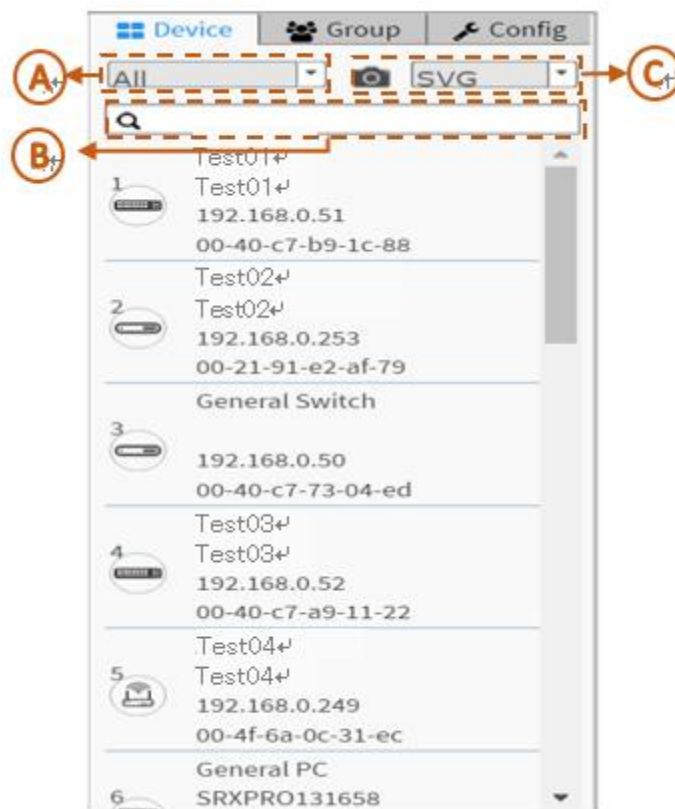 Device Group Config
A All SVG C
B
Test01↵
1 Test01↵
192.168.0.51
00-40-c7-b9-1c-88
Test02↵
2 Test02↵
192.168.0.253
00-21-91-e2-af-79
General Switch
3
192.168.0.50
00-40-c7-73-04-ed
Test03↵
4 Test03↵
192.168.0.52
00-40-c7-a9-11-22
Test04↵
5 Test04↵
192.168.0.249
00-4f-6a-0c-31-ec
General PC
6 SRXPRO131658